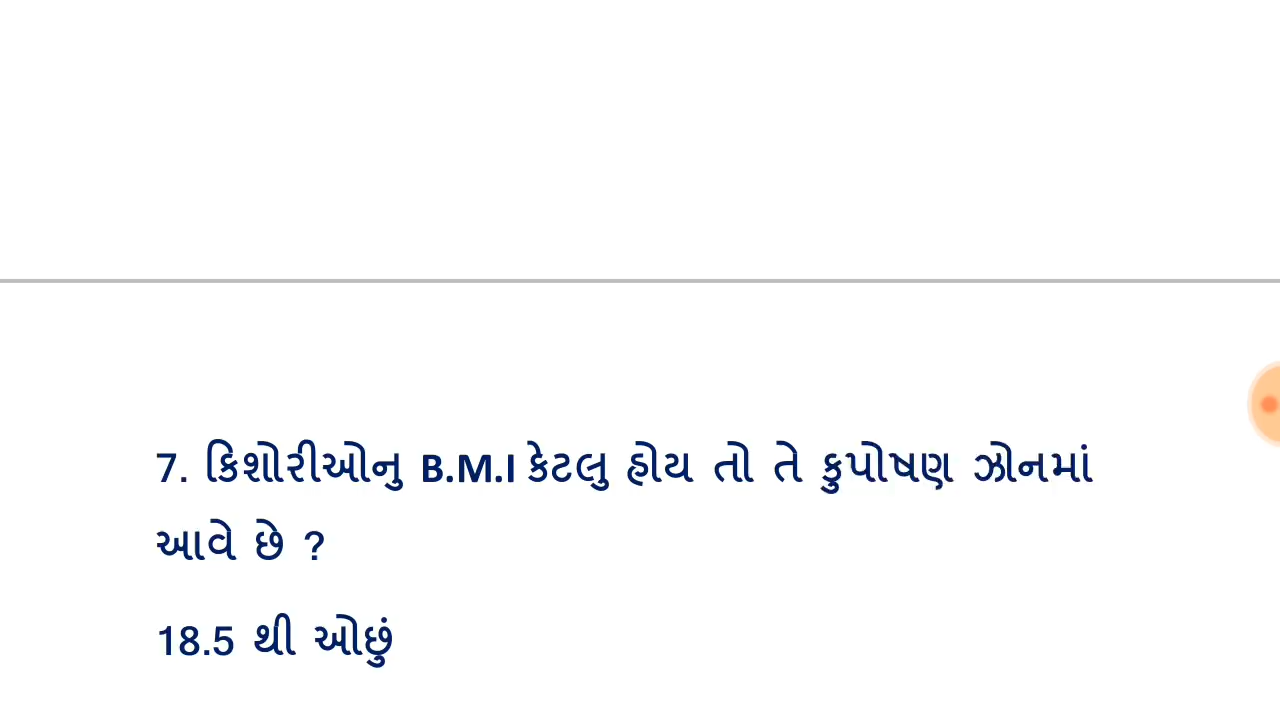 7. કિશોરીઓનુ B.M.I કેટલુ હોય તો તે કુપોષણ ઝોનમાં
આવે છે ?
18.5 થી ઓછું